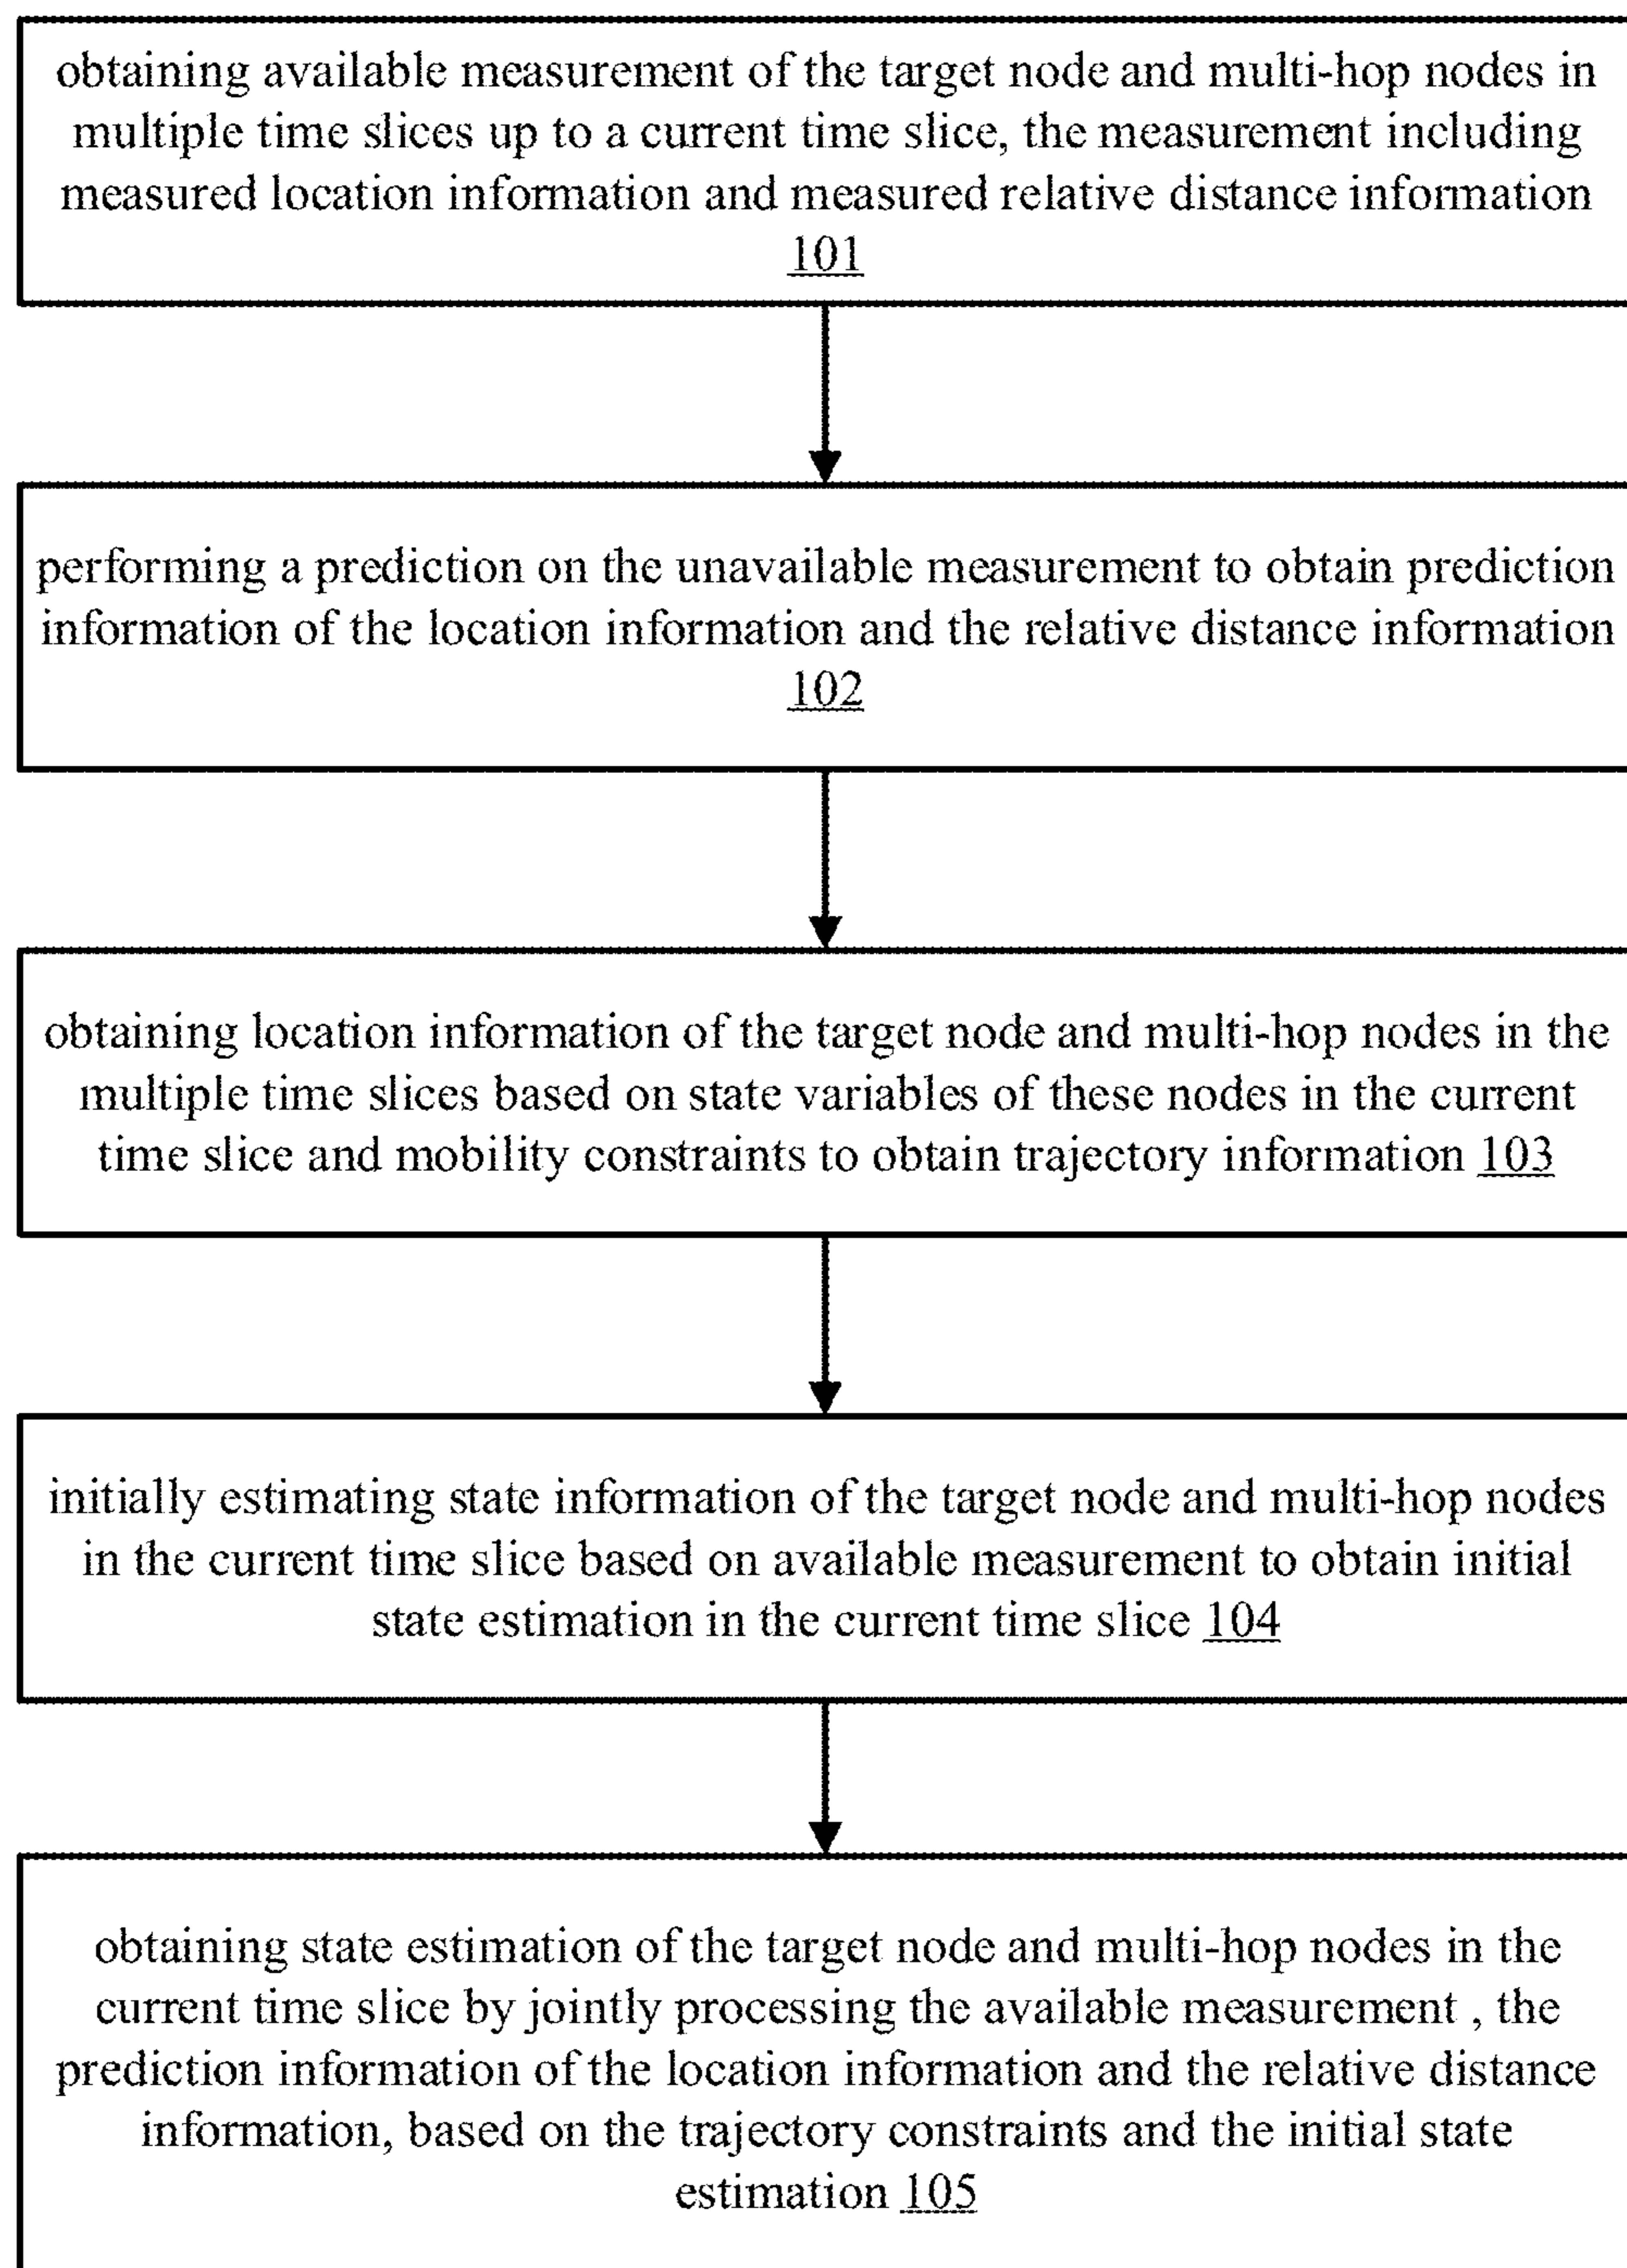 obtaining available measurement of the target node and multi-hop nodes in
multiple time slices up to a current time slice, the measurement including
measured location information and measured relative distance information
101
performing a prediction on the unavailable measurement to obtain prediction
information of the location information and the relative distance information
102
obtaining location information of the target node and multi-hop nodes in the
multiple time slices based on state variables of these nodes in the current
time slice and mobility constraints to obtain trajectory information 103
initially estimating state information of the target node and multi-hop nodes
in the current time slice based on available measurement to obtain initial
state estimation in the current time slice 104
obtaining state estimation of the target node and multi-hop nodes in the
current time slice by jointly processing the available measurement , the
prediction information of the location information and the relative distance
information, based on the trajectory constraints and the initial state
estimation 105